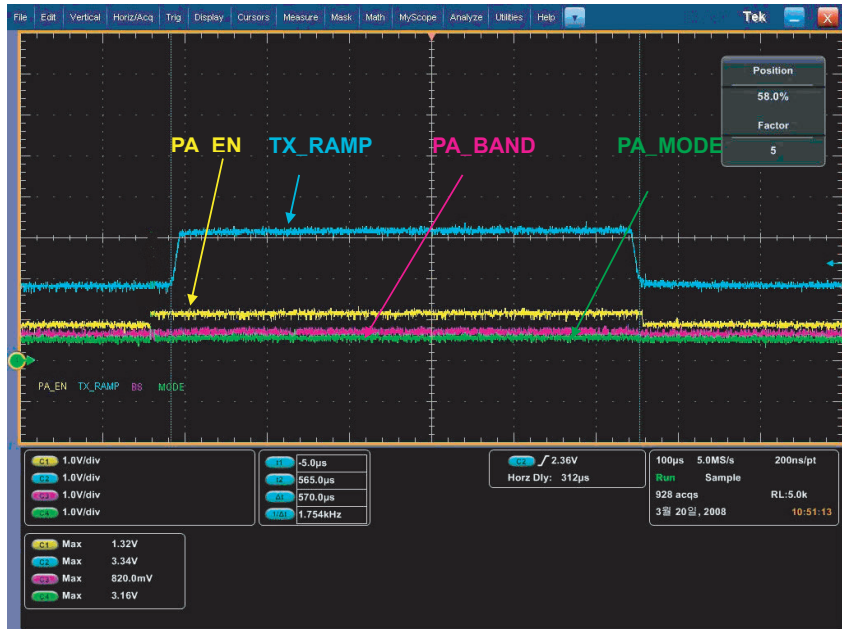 File Edit Vertical Horiz/Acq Trig Display Cursors Measure Mask Math MyScope Analyze Utilities Help Tek
Position
58.0%
Factor
5
PA_EN TX_RAMP PA_BAND PA_MODE
PA_EN TX_RAMP BS MODE
C1 1.0V/div
C2 1.0V/div
C3 1.0V/div
C4 1.0V/div
t1 -5.0µs
t2 565.0µs
Δt 570.0µs
1/Δt 1.754kHz
C2 2.36V
Horz Dly: 312µs
100µs 5.0MS/s 200ns/pt
Run Sample
928 acqs RL:5.0k
3월 20일, 2008 10:51:13
C1 Max 1.32V
C2 Max 3.34V
C3 Max 820.0mV
C4 Max 3.16V